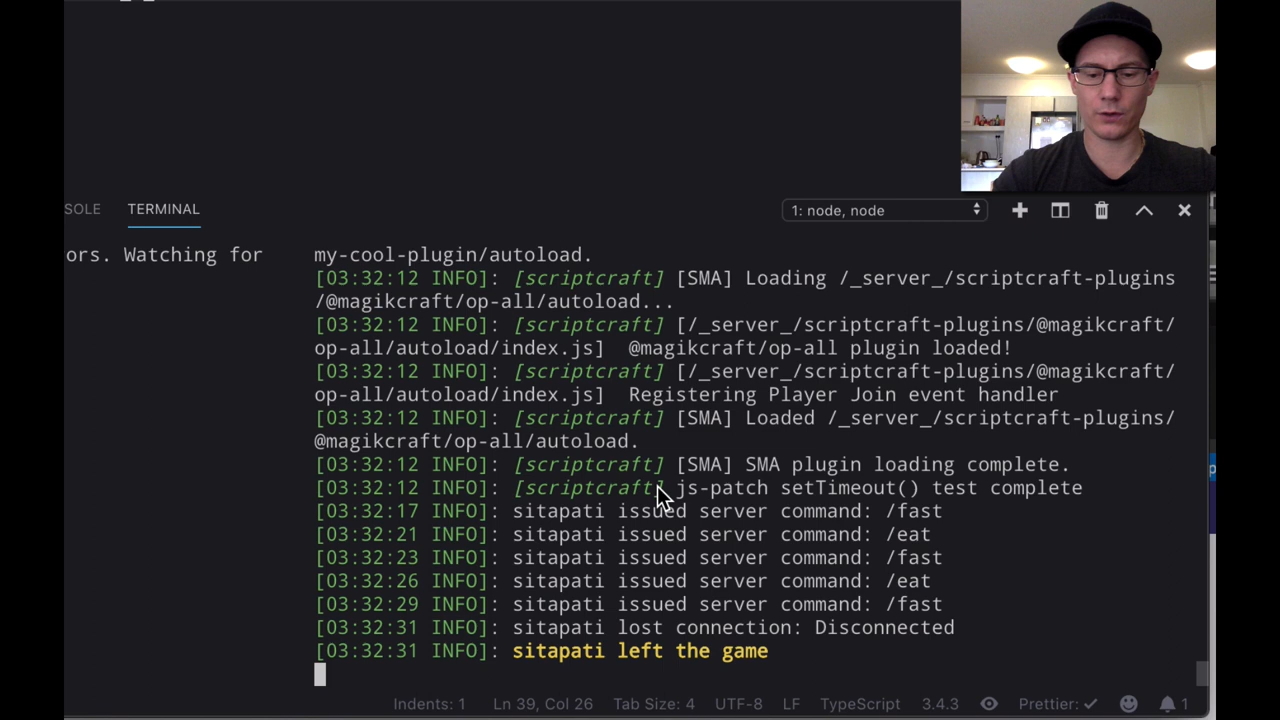 SOLE TERMINAL 1: node, node
ors. Watching for
my-cool-plugin/autoload.
[03:32:12 INFO]: [scriptcraft] [SMA] Loading /_server_/scriptcraft-plugins
/@magikcraft/op-all/autoload...
[03:32:12 INFO]: [scriptcraft] [/_server_/scriptcraft-plugins/@magikcraft/
op-all/autoload/index.js]  @magikcraft/op-all plugin loaded!
[03:32:12 INFO]: [scriptcraft] [/_server_/scriptcraft-plugins/@magikcraft/
op-all/autoload/index.js]  Registering Player Join event handler
[03:32:12 INFO]: [scriptcraft] [SMA] Loaded /_server_/scriptcraft-plugins/
@magikcraft/op-all/autoload.
[03:32:12 INFO]: [scriptcraft] [SMA] SMA plugin loading complete.
[03:32:12 INFO]: [scriptcraft] js-patch setTimeout() test complete
[03:32:17 INFO]: sitapati issued server command: /fast
[03:32:21 INFO]: sitapati issued server command: /eat
[03:32:23 INFO]: sitapati issued server command: /fast
[03:32:26 INFO]: sitapati issued server command: /eat
[03:32:29 INFO]: sitapati issued server command: /fast
[03:32:31 INFO]: sitapati lost connection: Disconnected
[03:32:31 INFO]: sitapati left the game
Indents: 1 Ln 39, Col 26 Tab Size: 4 UTF-8 LF TypeScript 3.4.3 Prettier: ✓ 1